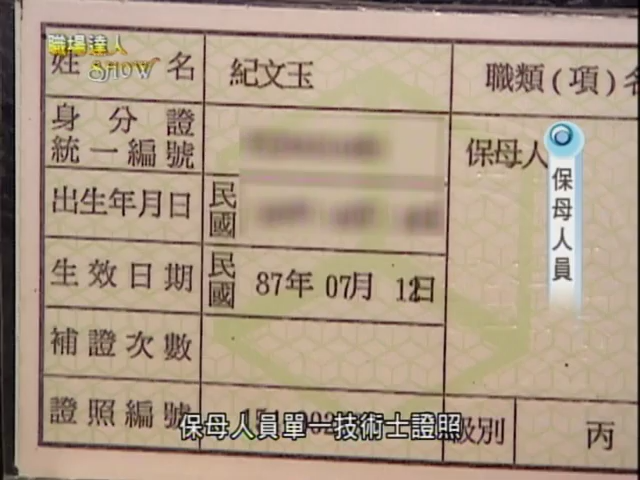 職場達人
SHOW
姓名 紀文玉 職類(項)名
身分證
統一編號
保母人
出生年月日 民國
生效日期 民國 87年 07月 12日
補證次數
證照編號
級別 丙
保母人員
保母人員單一技術士證照